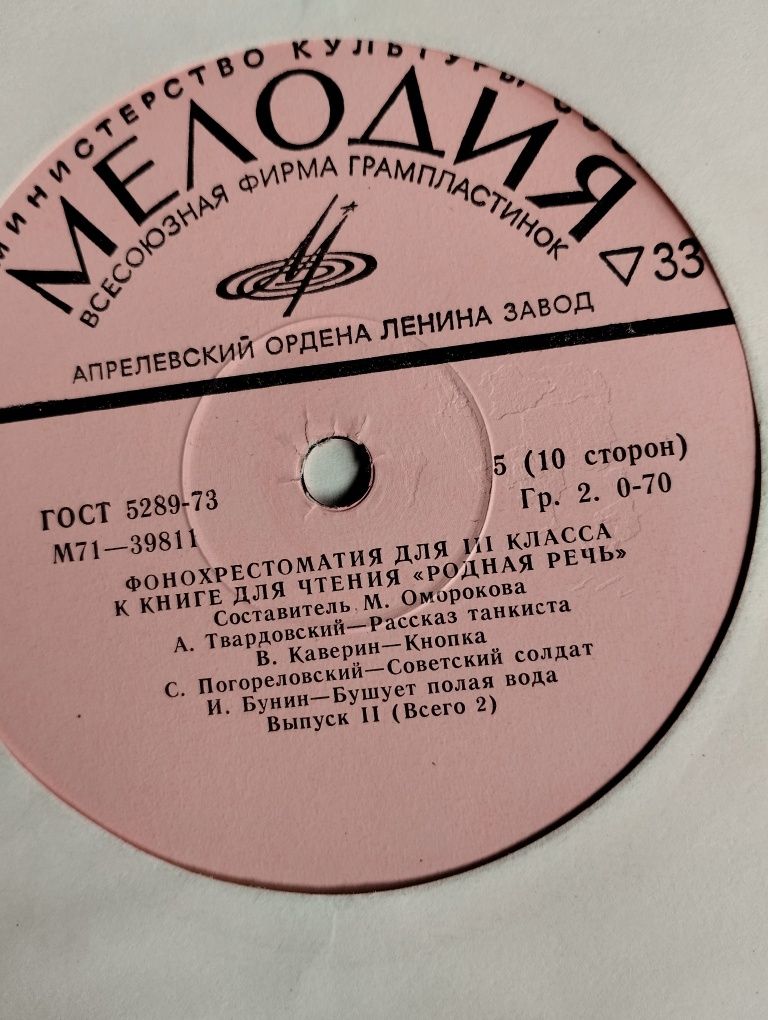 МИНИСТЕРСТВО КУЛЬТУРЫ
МЕЛОДИЯ
ВСЕСОЮЗНАЯ ФИРМА ГРАМПЛАСТИНОК
33
АПРЕЛЕВСКИЙ ОРДЕНА ЛЕНИНА ЗАВОД
5 (10 сторон)
ГОСТ 5289-73
Гр. 2. 0-70
М71—39811
ФОНОХРЕСТОМАТИЯ ДЛЯ III КЛАССА
К КНИГЕ ДЛЯ ЧТЕНИЯ «РОДНАЯ РЕЧЬ»
Составитель М. Оморокова
А. Твардовский—Рассказ танкиста
В. Каверин—Кнопка
С. Погореловский—Советский солдат
И. Бунин—Бушует полая вода
Выпуск II (Всего 2)